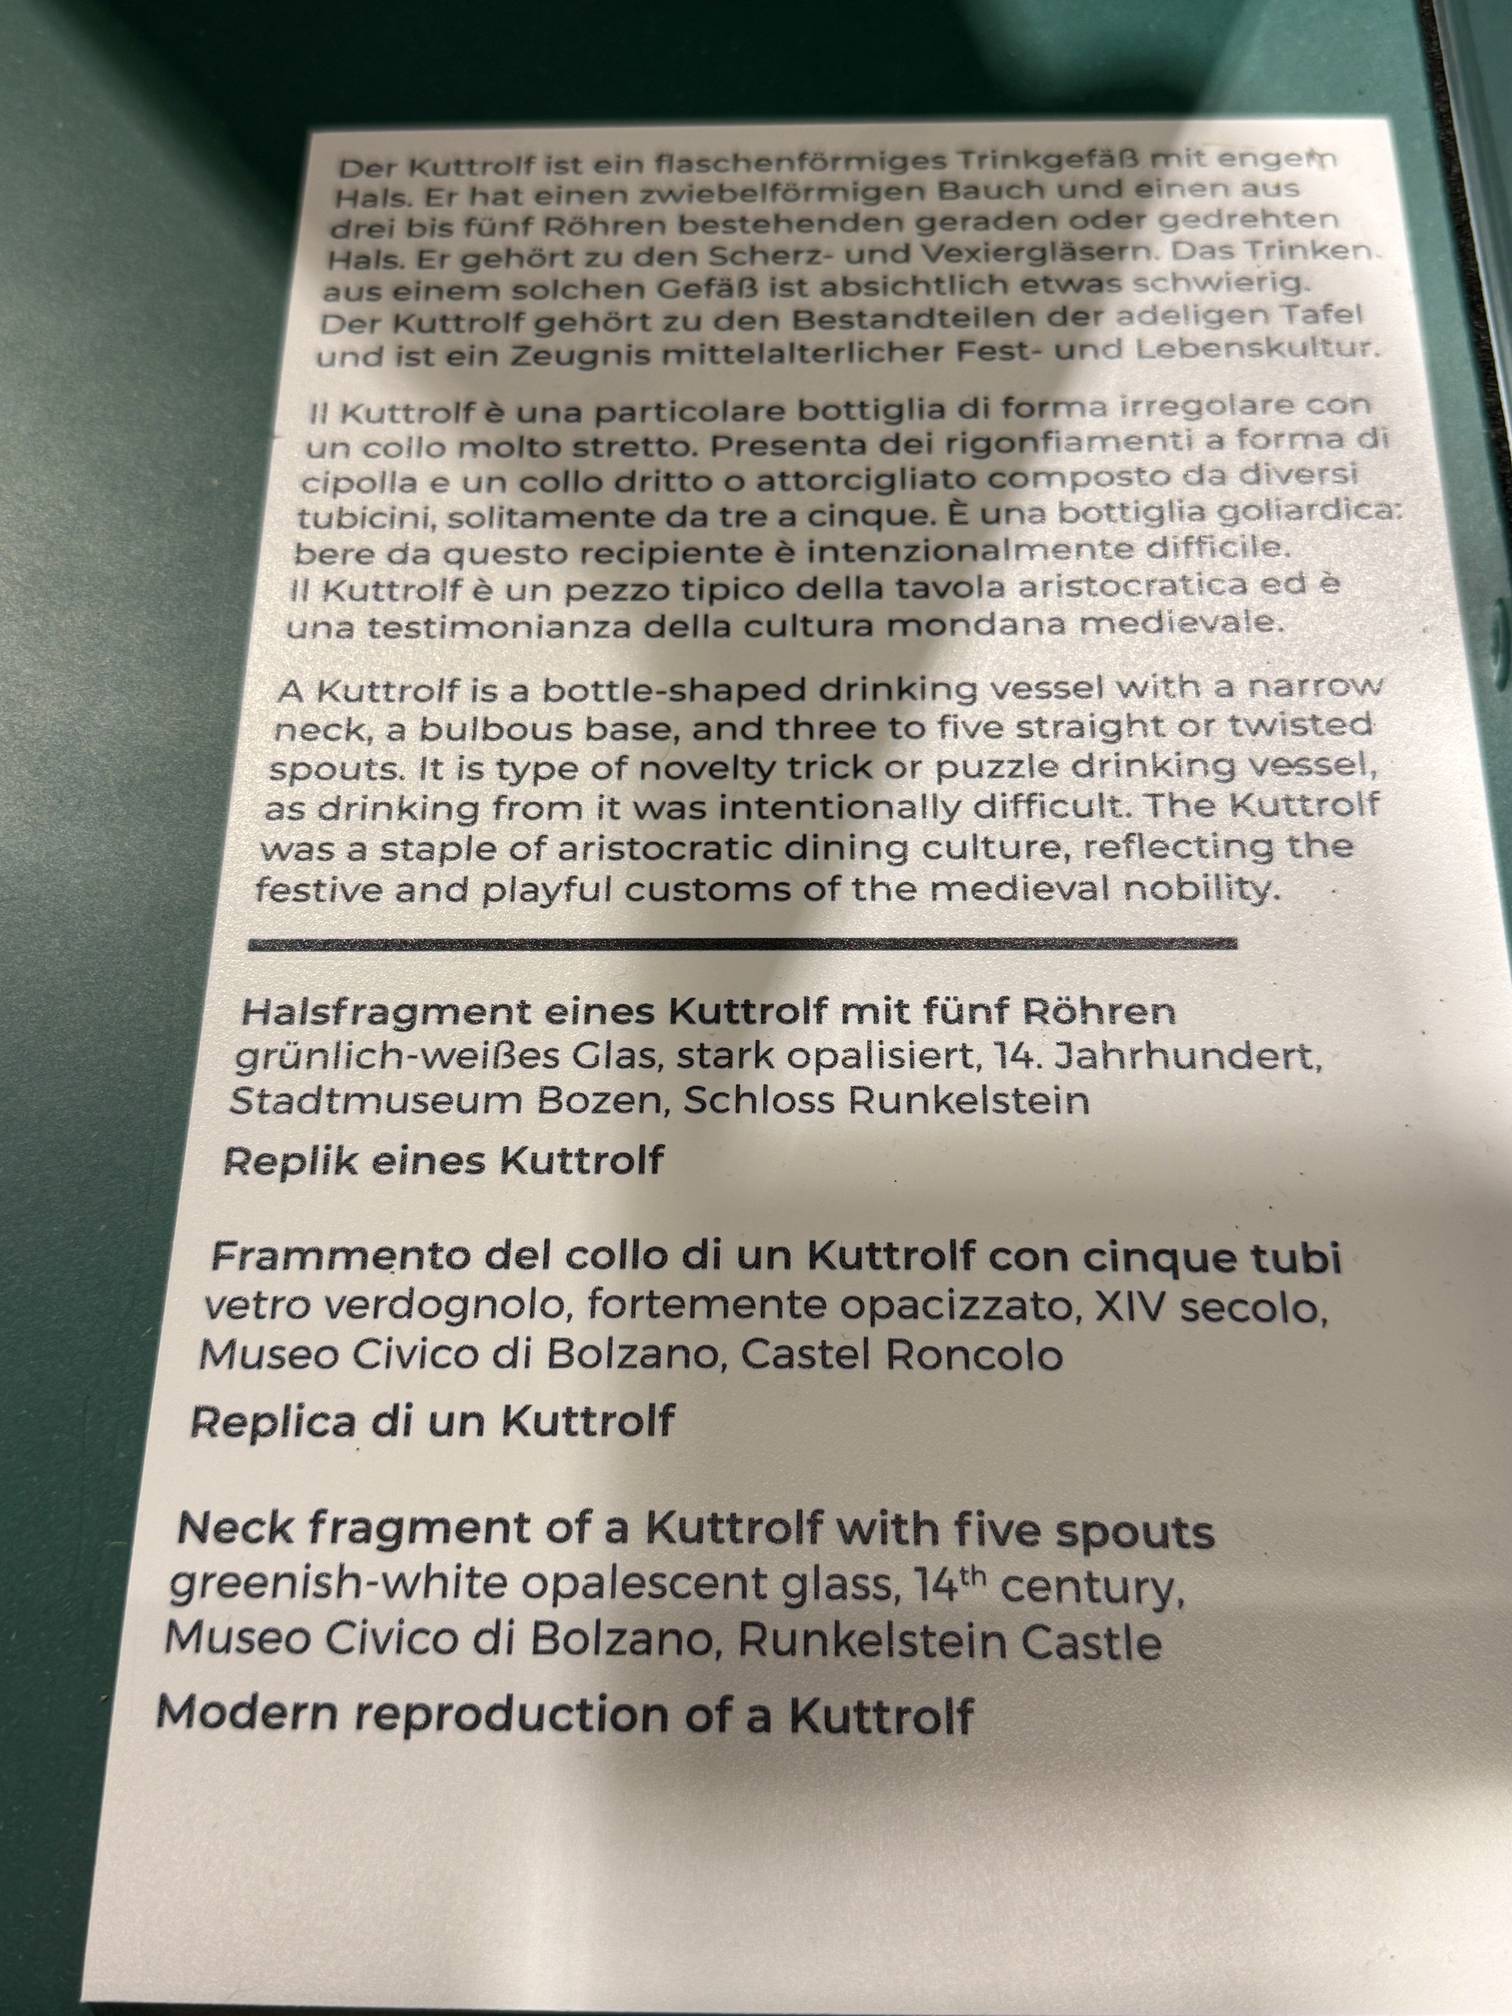 Der Kuttrolf ist ein flaschenförmiges Trinkgefäß mit engem
Hals. Er hat einen zwiebelförmigen Bauch und einen aus
drei bis fünf Röhren bestehenden geraden oder gedrehten
Hals. Er gehört zu den Scherz- und Vexiergläsern. Das Trinken
aus einem solchen Gefäß ist absichtlich etwas schwierig.
Der Kuttrolf gehört zu den Bestandteilen der adeligen Tafel
und ist ein Zeugnis mittelalterlicher Fest- und Lebenskultur.
Il Kuttrolf è una particolare bottiglia di forma irregolare con
un collo molto stretto. Presenta dei rigonfiamenti a forma di
cipolla e un collo dritto o attorcigliato composto da diversi
tubicini, solitamente da tre a cinque. È una bottiglia goliardica:
bere da questo recipiente è intenzionalmente difficile.
Il Kuttrolf è un pezzo tipico della tavola aristocratica ed è
una testimonianza della cultura mondana medievale.
A Kuttrolf is a bottle-shaped drinking vessel with a narrow
neck, a bulbous base, and three to five straight or twisted
spouts. It is type of novelty trick or puzzle drinking vessel,
as drinking from it was intentionally difficult. The Kuttrolf
was a staple of aristocratic dining culture, reflecting the
festive and playful customs of the medieval nobility.
Halsfragment eines Kuttrolf mit fünf Röhren
grünlich-weißes Glas, stark opalisiert, 14. Jahrhundert,
Stadtmuseum Bozen, Schloss Runkelstein
Replik eines Kuttrolf
Frammento del collo di un Kuttrolf con cinque tubi
vetro verdognolo, fortemente opacizzato, XIV secolo,
Museo Civico di Bolzano, Castel Roncolo
Replica di un Kuttrolf
Neck fragment of a Kuttrolf with five spouts
greenish-white opalescent glass, 14th century,
Museo Civico di Bolzano, Runkelstein Castle
Modern reproduction of a Kuttrolf